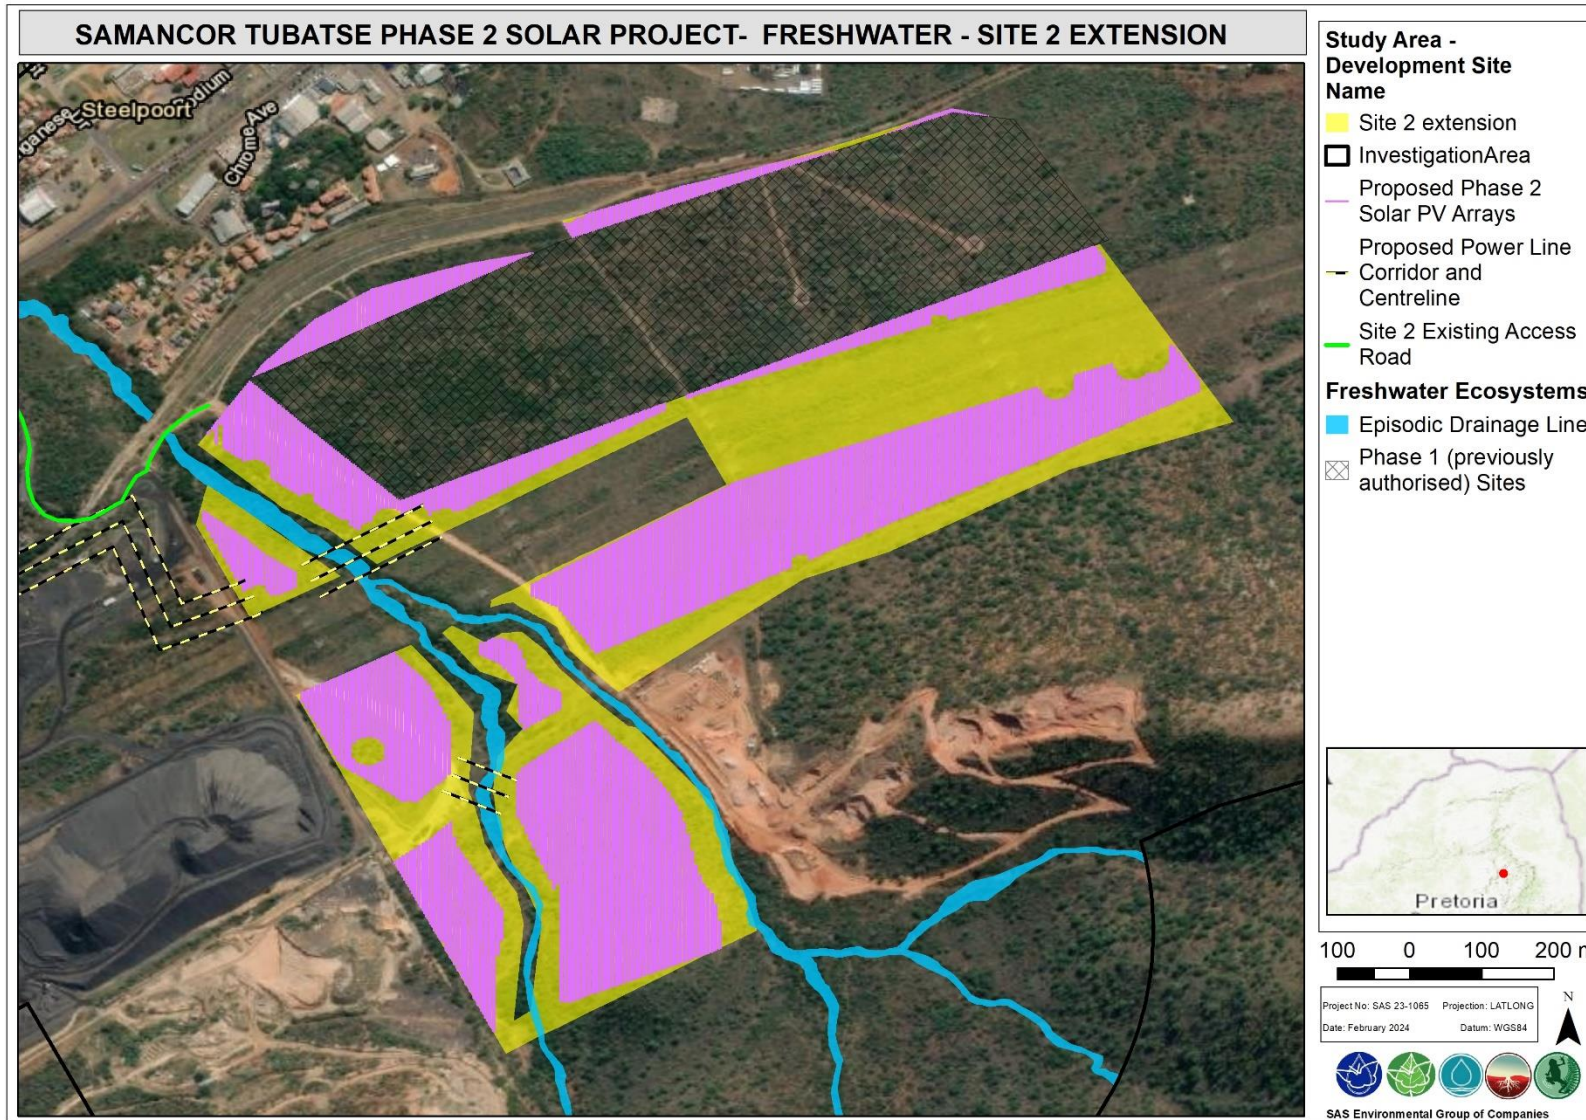 SAMANCOR TUBATSE PHASE 2 SOLAR PROJECT- FRESHWATER - SITE 2 EXTENSION
Steelpoort
Chrome Ave
Study Area -
Development Site
Name
Site 2 extension
InvestigationArea
Proposed Phase 2
Solar PV Arrays
Proposed Power Line
Corridor and
Centreline
Site 2 Existing Access
Road
Freshwater Ecosystems
Episodic Drainage Line
Phase 1 (previously
authorised) Sites
Pretoria
100 0 100 200
Project No: SAS 23-1065 Projection: LATLONG
Date: February 2024 Datum: WGS84
N
SAS Environmental Group of Companies